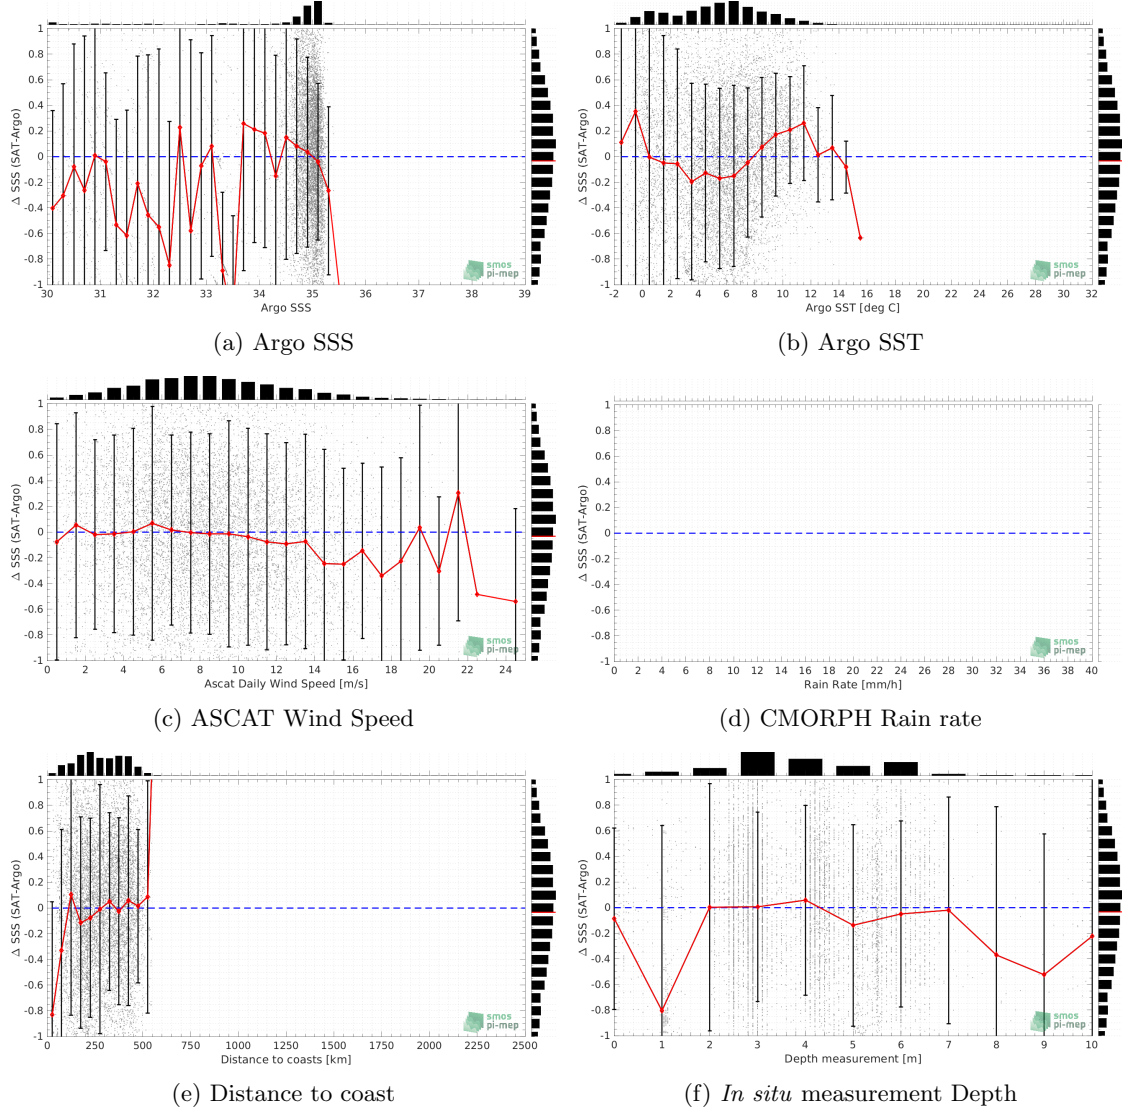 1
0.8
0.6
0.4
0.2
0
-0.2
-0.4
-0.6
-0.8
-1
Δ SSS (SAT-Argo)
30 31 32 33 34 35 36 37 38 39
Argo SSS
smos
pi-mep
(a) Argo SSS
1
0.8
0.6
0.4
0.2
0
-0.2
-0.4
-0.6
-0.8
-1
Δ SSS (SAT-Argo)
-2 0 2 4 6 8 10 12 14 16 18 20 22 24 26 28 30 32
Argo SST [deg C]
smos
pi-mep
(b) Argo SST
1
0.8
0.6
0.4
0.2
0
-0.2
-0.4
-0.6
-0.8
-1
Δ SSS (SAT-Argo)
0 2 4 6 8 10 12 14 16 18 20 22 24
Ascat Daily Wind Speed [m/s]
smos
pi-mep
(c) ASCAT Wind Speed
1
0.8
0.6
0.4
0.2
0
-0.2
-0.4
-0.6
-0.8
-1
Δ SSS (SAT-Argo)
0 2 4 6 8 10 12 14 16 18 20 22 24 26 28 30 32 34 36 38 40
Rain Rate [mm/h]
smos
pi-mep
(d) CMORPH Rain rate
1
0.8
0.6
0.4
0.2
0
-0.2
-0.4
-0.6
-0.8
-1
Δ SSS (SAT-Argo)
0 250 500 750 1000 1250 1500 1750 2000 2250 2500
Distance to coasts [km]
smos
pi-mep
(e) Distance to coast
1
0.8
0.6
0.4
0.2
0
-0.2
-0.4
-0.6
-0.8
-1
Δ SSS (SAT-Argo)
0 1 2 3 4 5 6 7 8 9 10
Depth measurement [m]
smos
pi-mep
(f) In situ measurement Depth